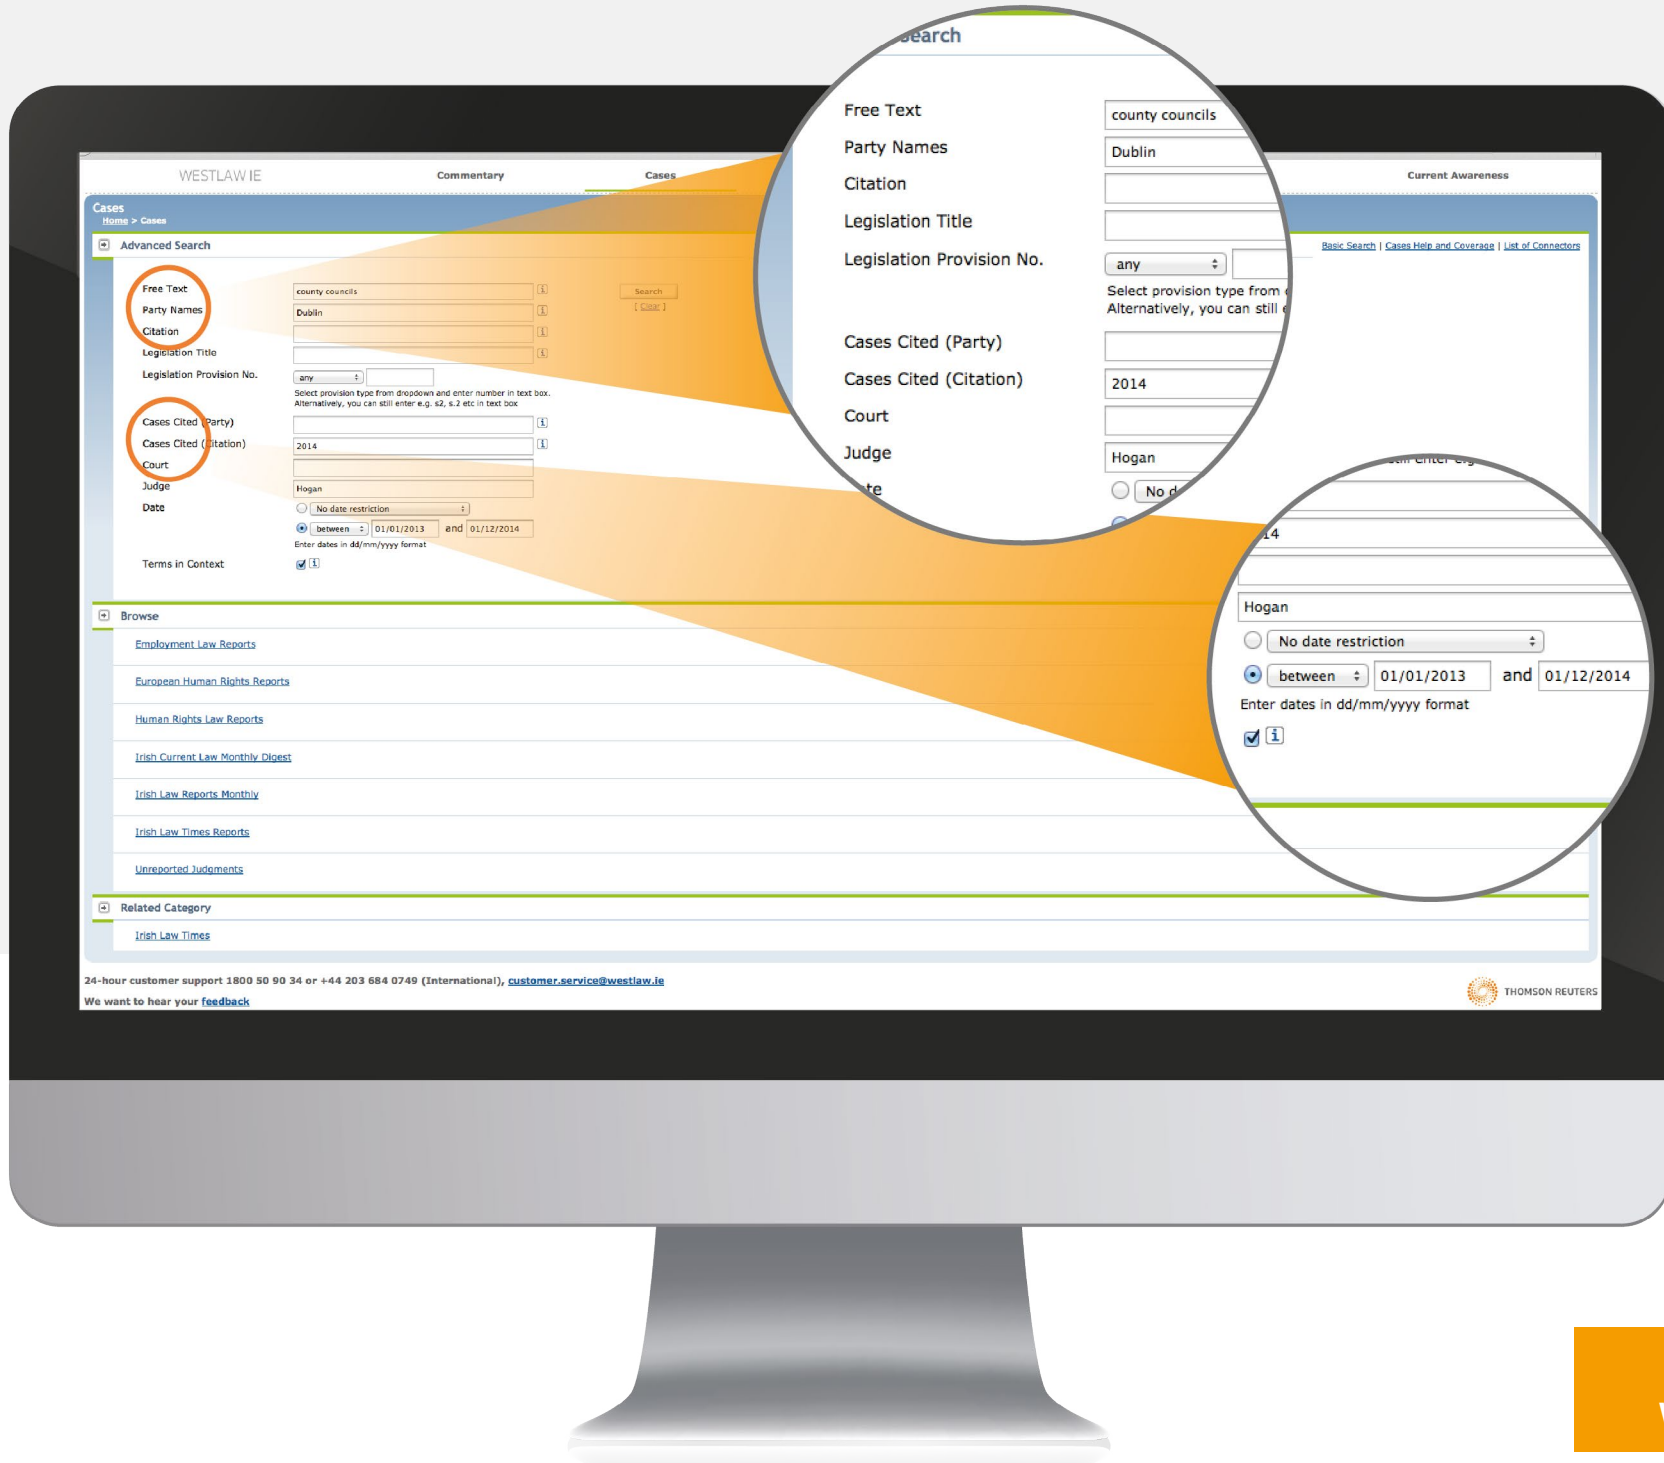 WESTLAW IE
Commentary
Cases
Current Awareness
Cases
Home > Cases
Advanced Search
Basic Search | Cases Help and Coverage | List of Connectors
Free Text
county councils
Search
Party Names
Dublin
[ Clear ]
Citation
Legislation Title
Legislation Provision No.
any
Select provision type from dropdown and enter number in text box.
Alternatively, you can still enter e.g. s2, s.2 etc in text box
Cases Cited (Party)
Cases Cited (Citation)
2014
Court
Judge
Hogan
Date
No date restriction
between 01/01/2013 and 01/12/2014
Enter dates in dd/mm/yyyy format
Terms in Context
Browse
Employment Law Reports
European Human Rights Reports
Human Rights Law Reports
Irish Current Law Monthly Digest
Irish Law Reports Monthly
Irish Law Times Reports
Unreported Judgments
Related Category
Irish Law Times
24-hour customer support 1800 50 90 34 or +44 203 684 0749 (International), customer.service@westlaw.ie
We want to hear your feedback
THOMSON REUTERS
Free Text
county councils
Party Names
Dublin
Citation
Legislation Title
Legislation Provision No.
any
Select provision type from
Alternatively, you can still
Cases Cited (Party)
Cases Cited (Citation)
2014
Court
Judge
Hogan
No
Hogan
No date restriction
between 01/01/2013 and 01/12/2014
Enter dates in dd/mm/yyyy format